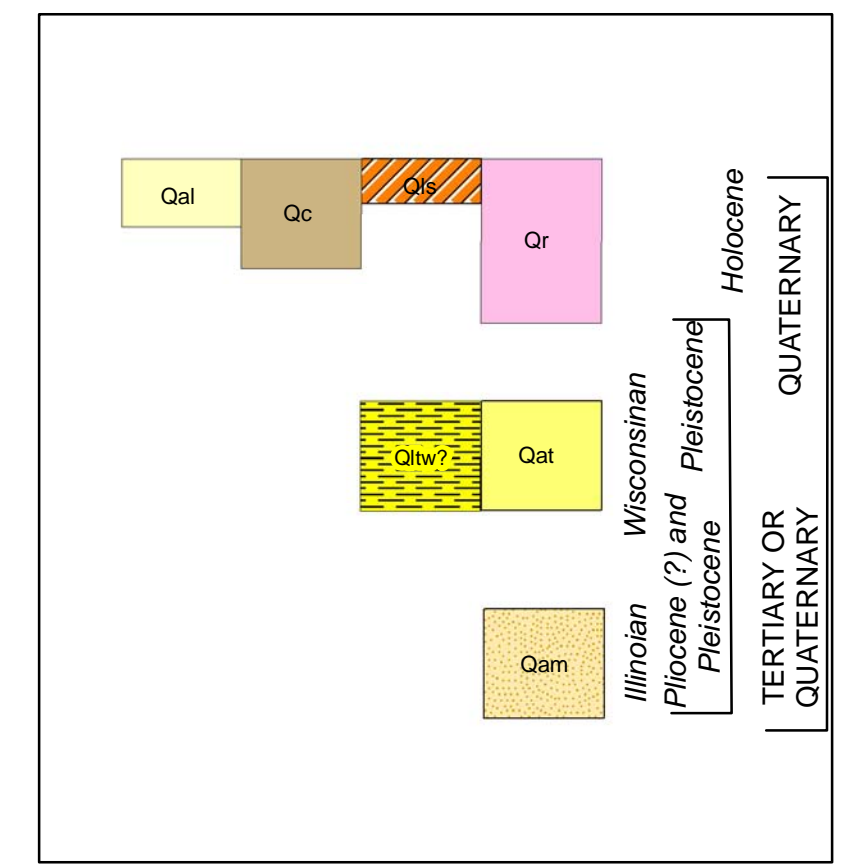 Qal
Qc
Qls
Qr
Holocene
QUATERNARY
Qltw?
Qat
Wisconsinan
Pleistocene
Qam
Illinoian
Pliocene (?) and
Pleistocene
TERTIARY OR
QUATERNARY